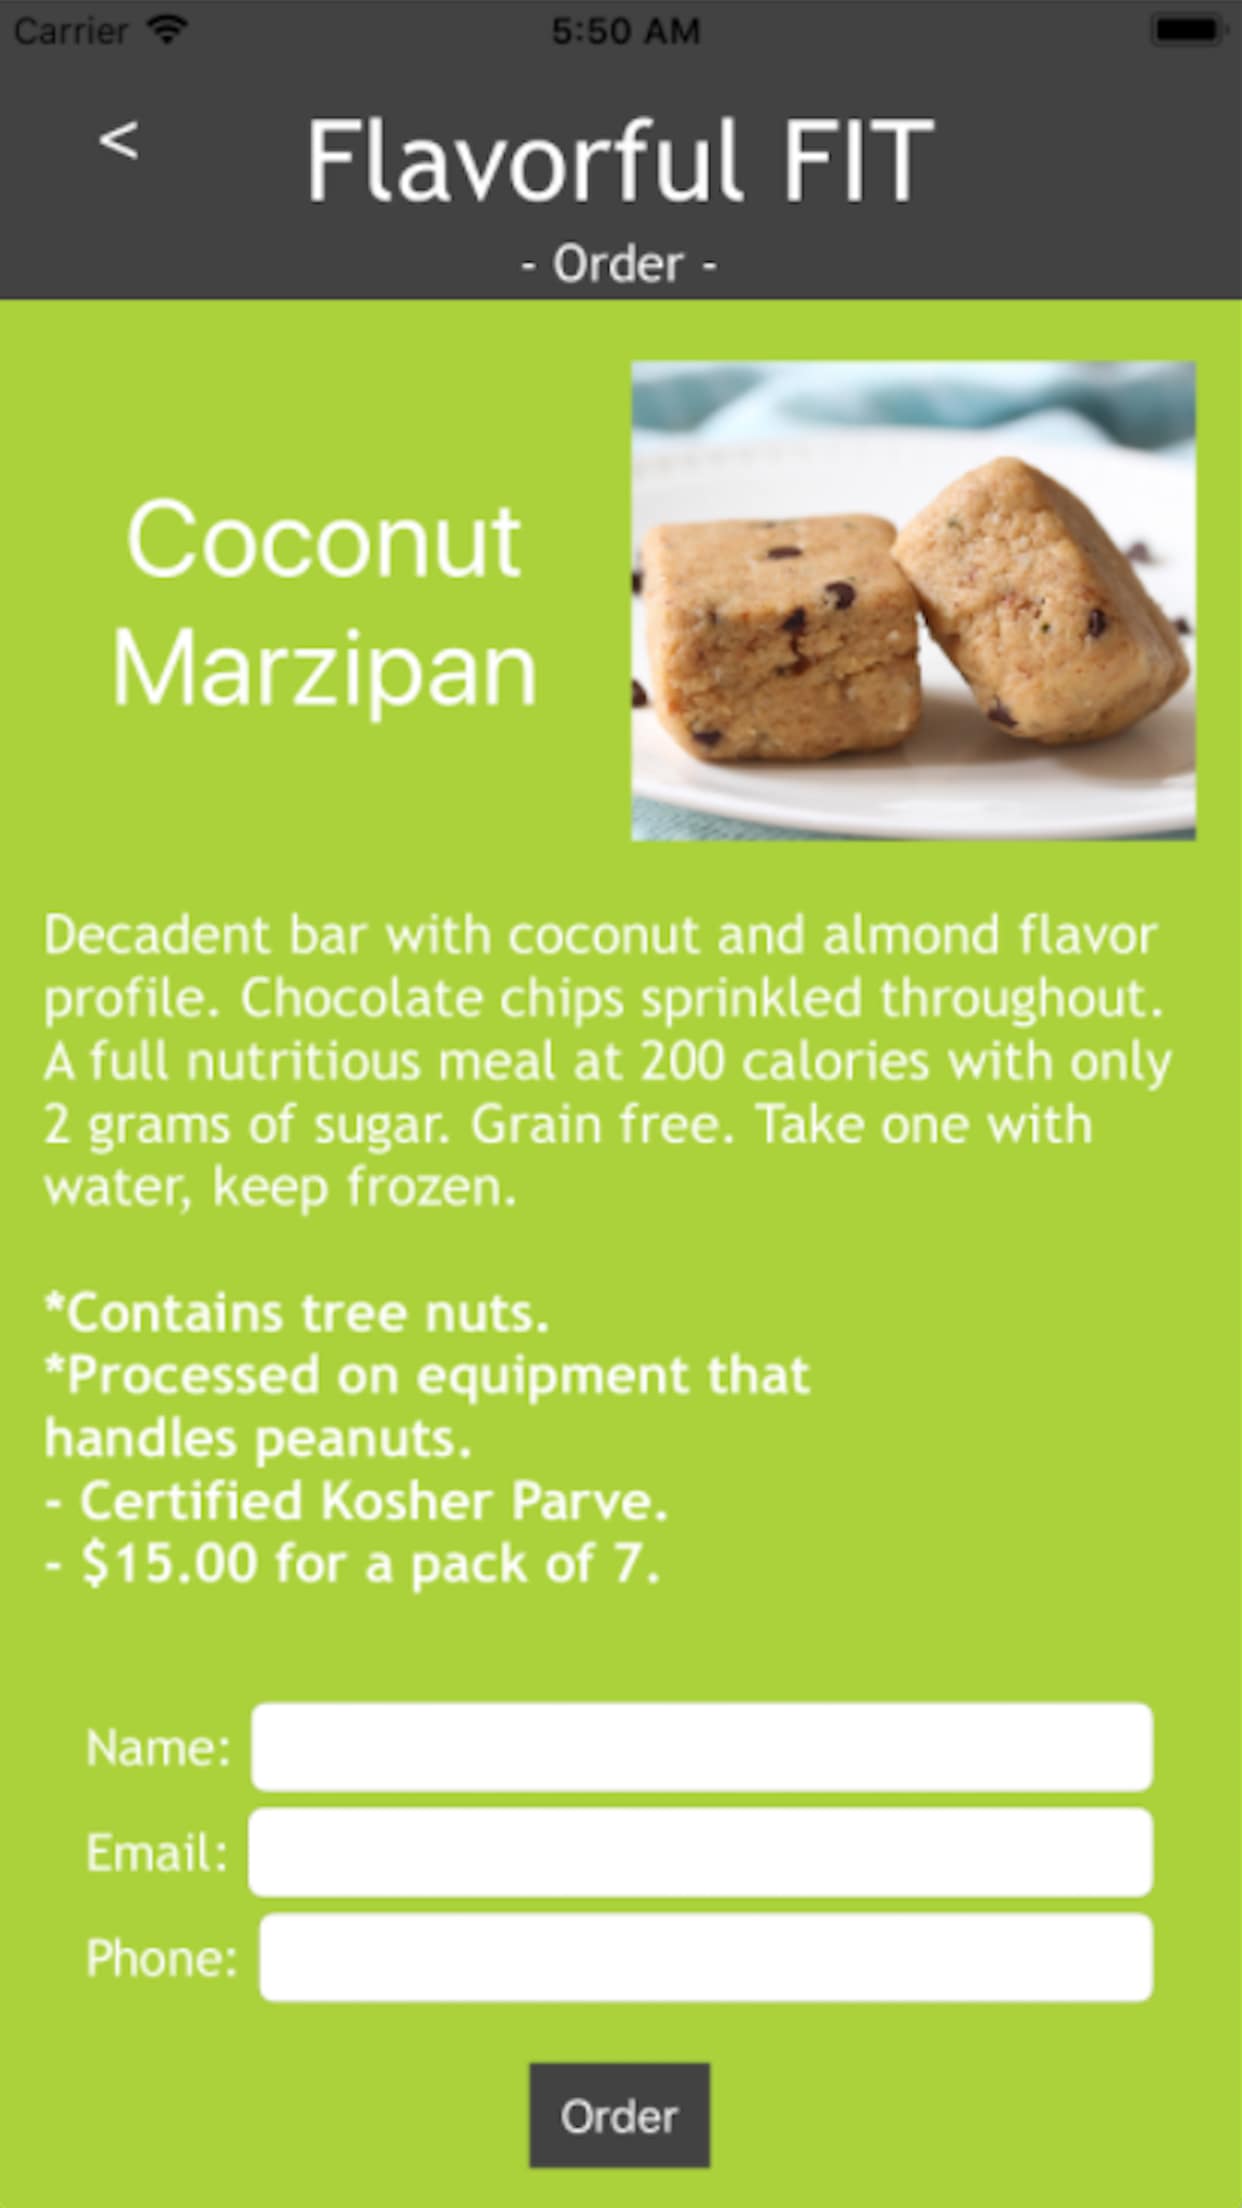 Carrier 5:50 AM
< Flavorful FIT
- Order -
Coconut
Marzipan
Decadent bar with coconut and almond flavor
profile. Chocolate chips sprinkled throughout.
A full nutritious meal at 200 calories with only
2 grams of sugar. Grain free. Take one with
water, keep frozen.
*Contains tree nuts.
*Processed on equipment that
handles peanuts.
- Certified Kosher Parve.
- $15.00 for a pack of 7.
Name:
Email:
Phone:
Order